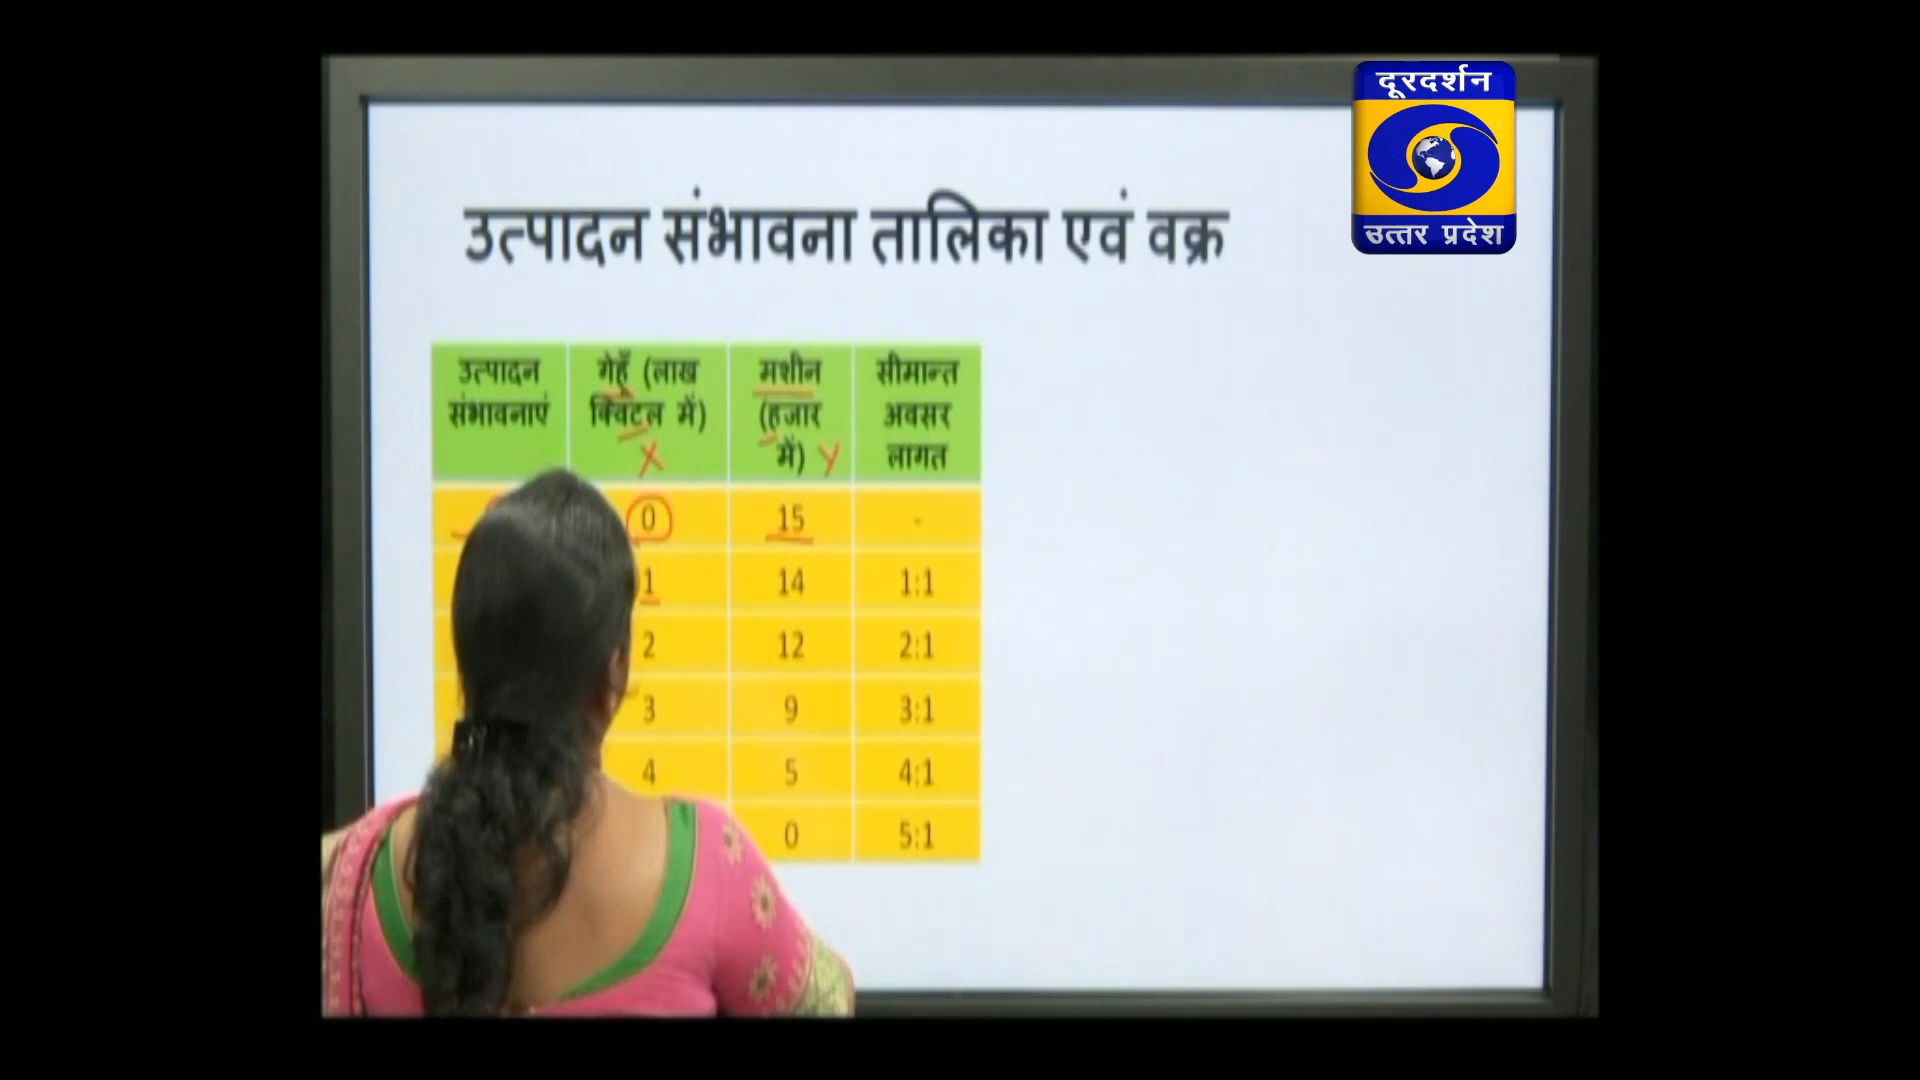 दूरदर्शन
उत्तर प्रदेश
उत्पादन संभावना तालिका एवं वक्र
उत्पादन संभावनाएं गेहूँ (लाख क्विंटल में) X मशीन (हजार में) Y सीमान्त अवसर लागत
0 15 -
1 14 1:1
2 12 2:1
3 9 3:1
4 5 4:1
0 5:1